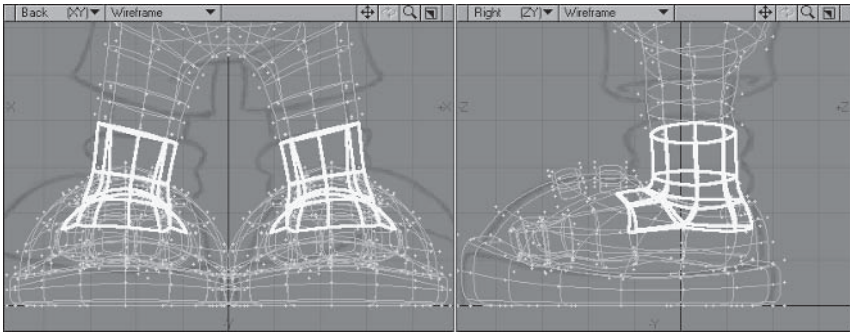 Back (XY) Wireframe
Right (ZY) Wireframe
-X +X -Z +Z
-Y -Y